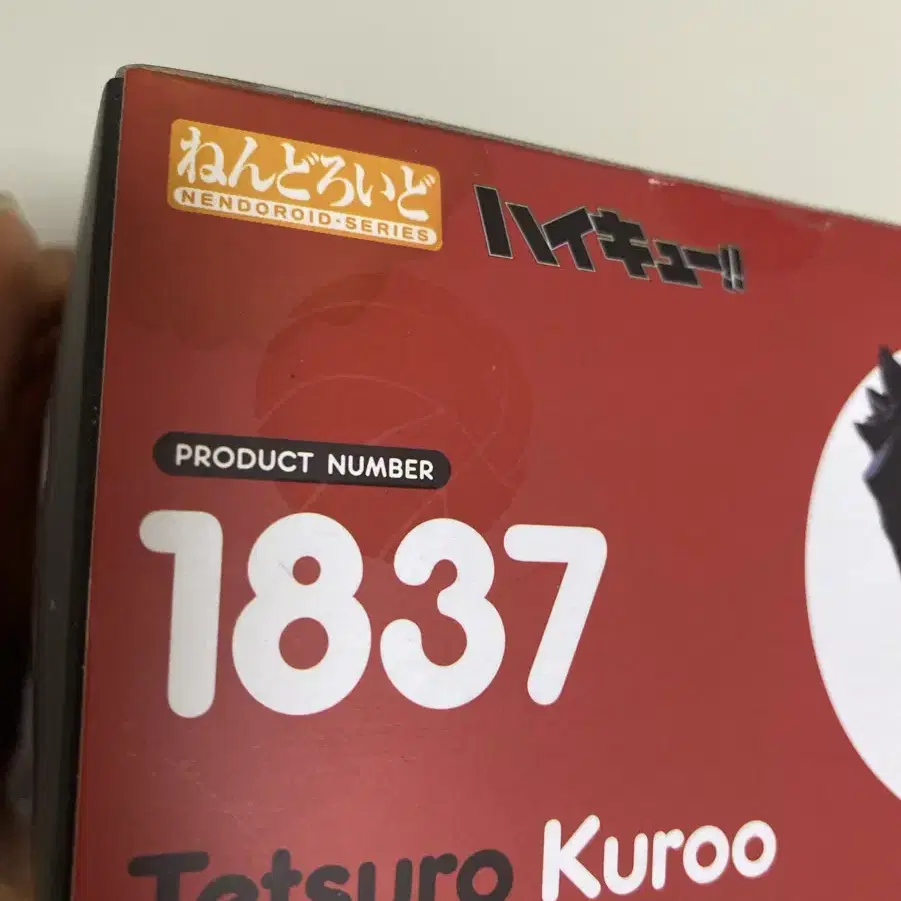 ねんどろいど
NENDOROID·SERIES
ハイキュー!!
PRODUCT NUMBER
1837
Tetsuro Kuroo